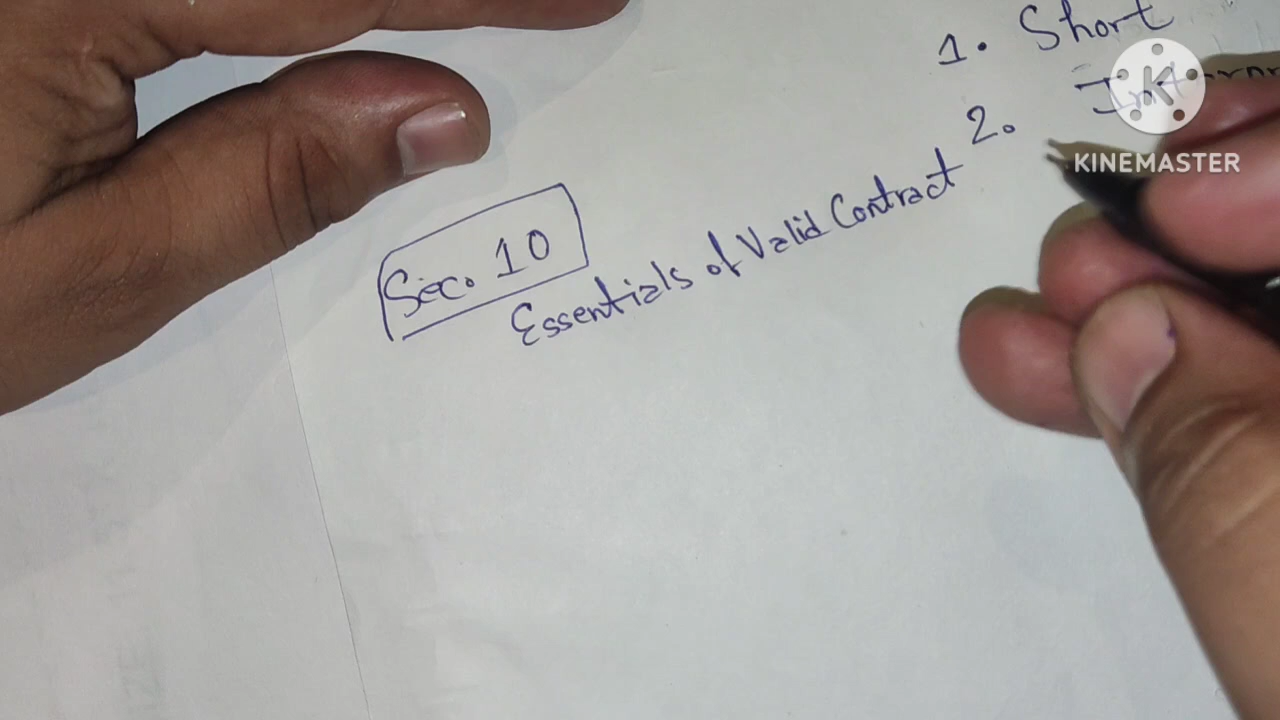 1. Short
2.
KINEMASTER
Sec. 10
Essentials of Valid Contract